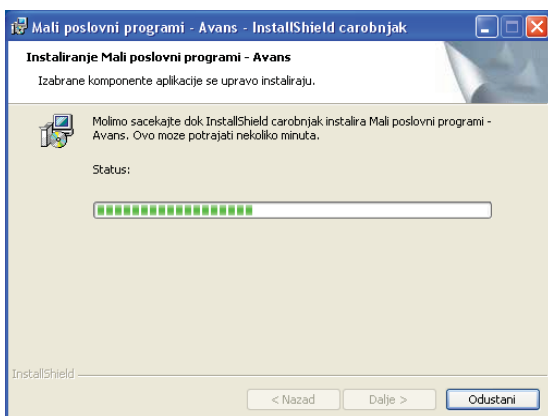 Mali poslovni programi - Avans - InstallShield carobnjak
Instaliranje Mali poslovni programi - Avans
Izabrane komponente aplikacije se upravo instaliraju.
Molimo sacekajte dok InstallShield carobnjak instalira Mali poslovni programi -
Avans. Ovo moze potrajati nekoliko minuta.
Status:
InstallShield
< Nazad
Dalje >
Odustani